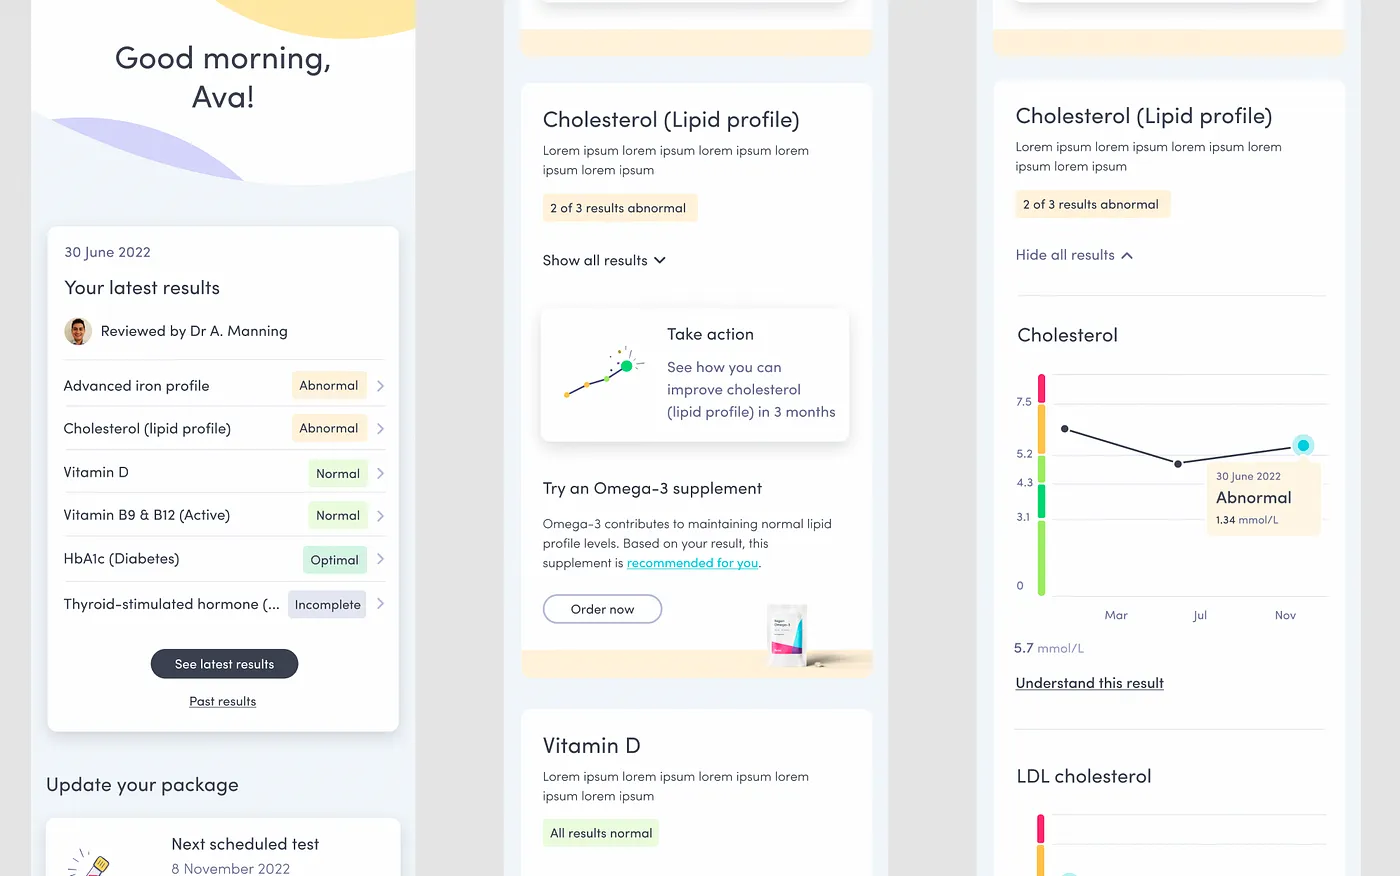 Good morning,
Ava!
30 June 2022
Your latest results
Reviewed by Dr A. Manning
Advanced iron profile Abnormal
Cholesterol (lipid profile) Abnormal
Vitamin D Normal
Vitamin B9 & B12 (Active) Normal
HbA1c (Diabetes) Optimal
Thyroid-stimulated hormone (... Incomplete
See latest results
Past results
Update your package
Next scheduled test
8 November 2022
Cholesterol (Lipid profile)
Lorem ipsum lorem ipsum lorem ipsum lorem
ipsum lorem ipsum
2 of 3 results abnormal
Show all results
Take action
See how you can
improve cholesterol
(lipid profile) in 3 months
Try an Omega-3 supplement
Omega-3 contributes to maintaining normal lipid
profile levels. Based on your result, this
supplement is recommended for you.
Order now
Vitamin D
Lorem ipsum lorem ipsum lorem ipsum lorem
ipsum lorem ipsum
All results normal
Cholesterol (Lipid profile)
Lorem ipsum lorem ipsum lorem ipsum lorem
ipsum lorem ipsum
2 of 3 results abnormal
Hide all results
Cholesterol
7.5
5.2
4.3
3.1
0
30 June 2022
Abnormal
1.34 mmol/L
Mar Jul Nov
5.7 mmol/L
Understand this result
LDL cholesterol